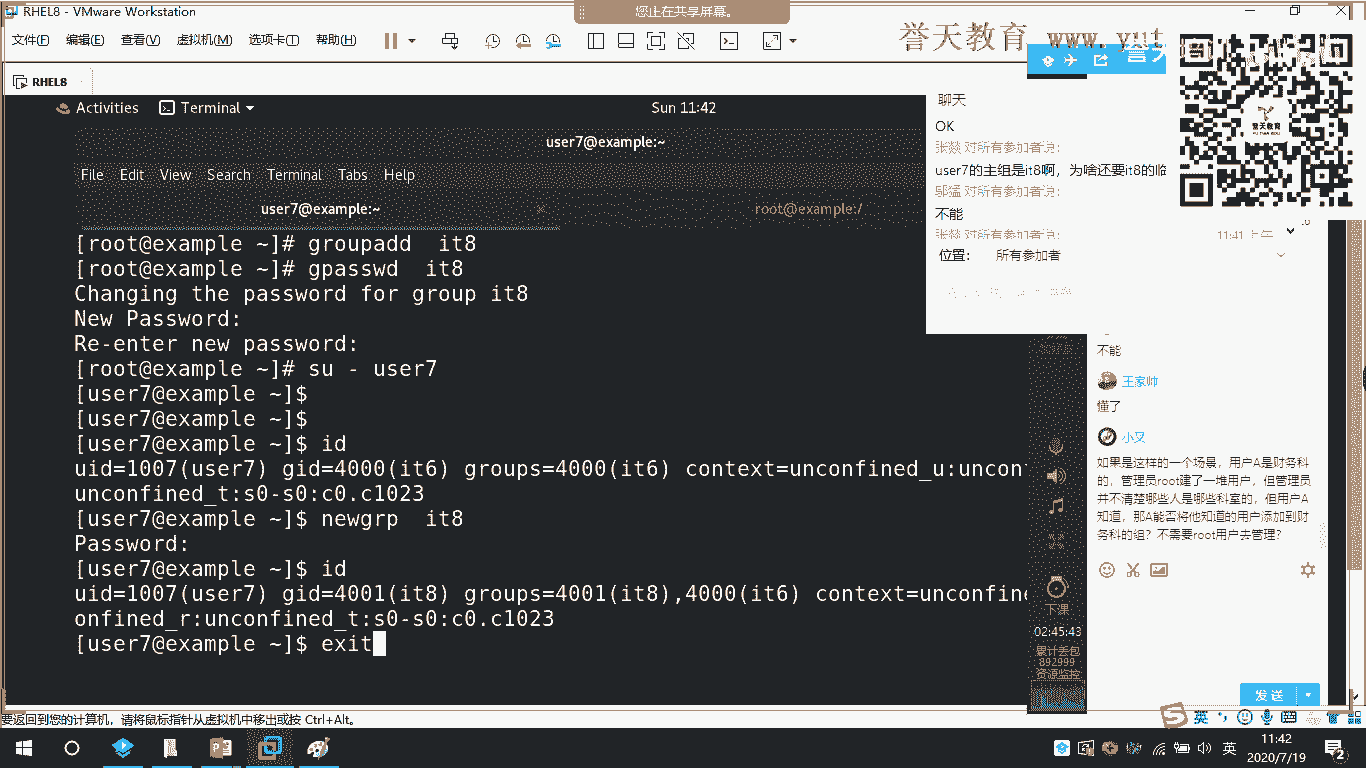 RHEL8 - VMware Workstation
您正在共享屏幕。
文件(F) 编辑(E) 查看(V) 虚拟机(M) 选项卡(T) 帮助(H)
誉天教育
RHEL8
Activities Terminal Sun 11:42
user7@example:~
File Edit View Search Terminal Tabs Help
user7@example:~ root@example:/
[root@example ~]# groupadd  it8
[root@example ~]# gpasswd  it8
Changing the password for group it8
New Password:
Re-enter new password:
[root@example ~]# su - user7
[user7@example ~]$
[user7@example ~]$
[user7@example ~]$ id
uid=1007(user7) gid=4000(it6) groups=4000(it6) context=unconfined_u:unconf
unconfined_t:s0-s0:c0.c1023
[user7@example ~]$ newgrp  it8
Password:
[user7@example ~]$ id
uid=1007(user7) gid=4001(it8) groups=4001(it8),4000(it6) context=unconfine
onfined_r:unconfined_t:s0-s0:c0.c1023
[user7@example ~]$ exit
聊天
OK
张燚 对所有参加者说:
user7的主组是it8啊，为啥还要it8的临
邬猛 对所有参加者说:
不能
张燚 对所有参加者说:
11:41 上午
位置: 所有参加者
誉天教育
不能
王家帅
懂了
小叉
如果是这样的一个场景，用户A是财务科
的，管理员root建了一堆用户，但管理员
并不清楚哪些人是哪些科室的，但用户A
知道，那A能否将他知道的用户添加到财
务科的组？不需要root用户去管理?
下课
02:45:43
累计丢包
892999
资源监控
发送
要返回到您的计算机，请将鼠标指针从虚拟机中移出或按 Ctrl+Alt。
英
英
11:42
2020/7/19
2